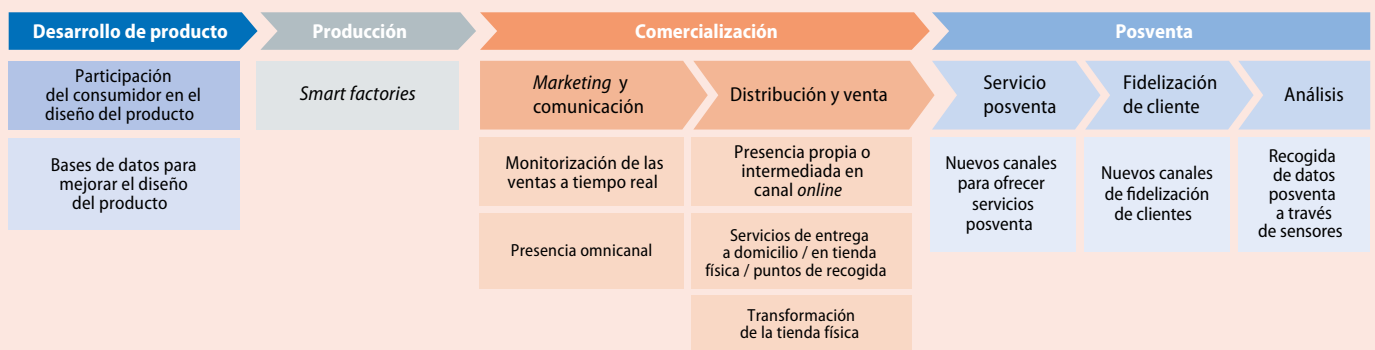 Desarrollo de producto
Producción
Comercialización
Posventa
Participación
del consumidor en el
diseño del producto
Smart factories
Marketing y
comunicación
Distribución y venta
Servicio
posventa
Fidelización
de cliente
Análisis
Bases de datos para
mejorar el diseño
del producto
Monitorización de las
ventas a tiempo real
Presencia propia o
intermediada en
canal online
Nuevos canales
para ofrecer
servicios
posventa
Nuevos canales
de fidelización
de clientes
Recogida
de datos
posventa
a través
de sensores
Presencia omnicanal
Servicios de entrega
a domicilio / en tienda
física / puntos de recogida
Transformación
de la tienda física